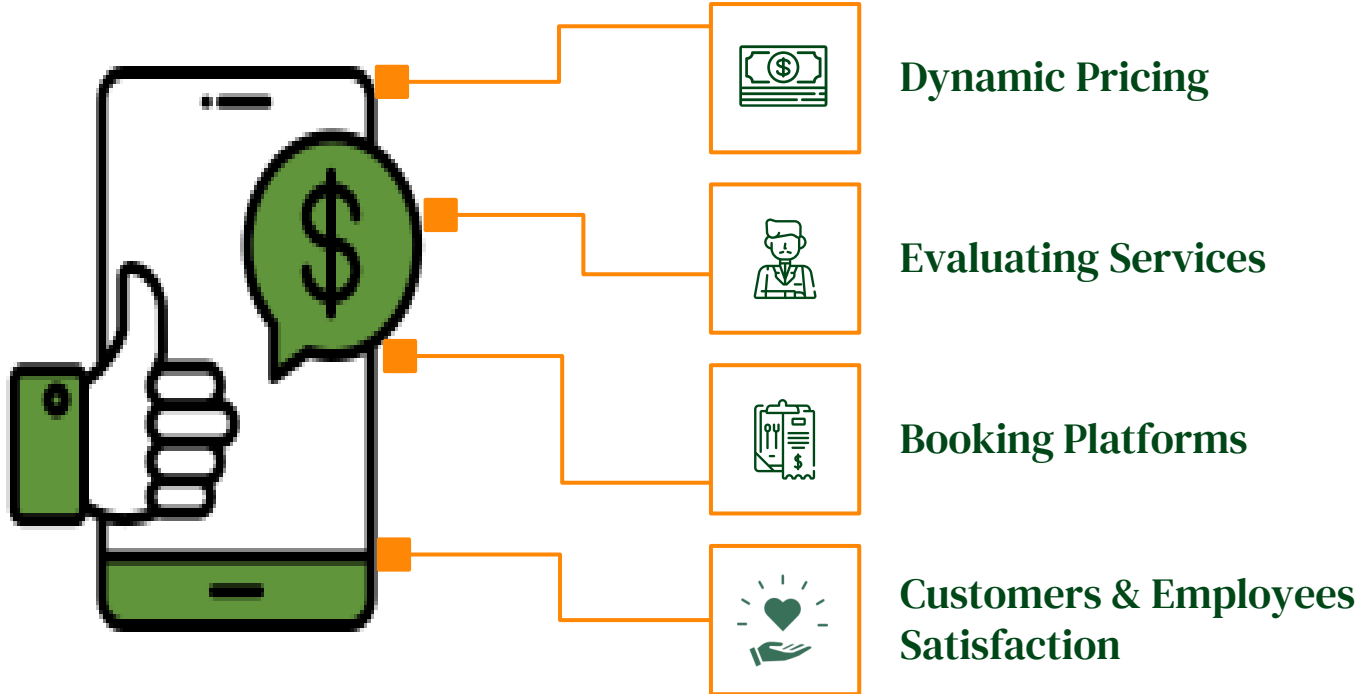 Dynamic Pricing
Evaluating Services
Booking Platforms
Customers & Employees
Satisfaction